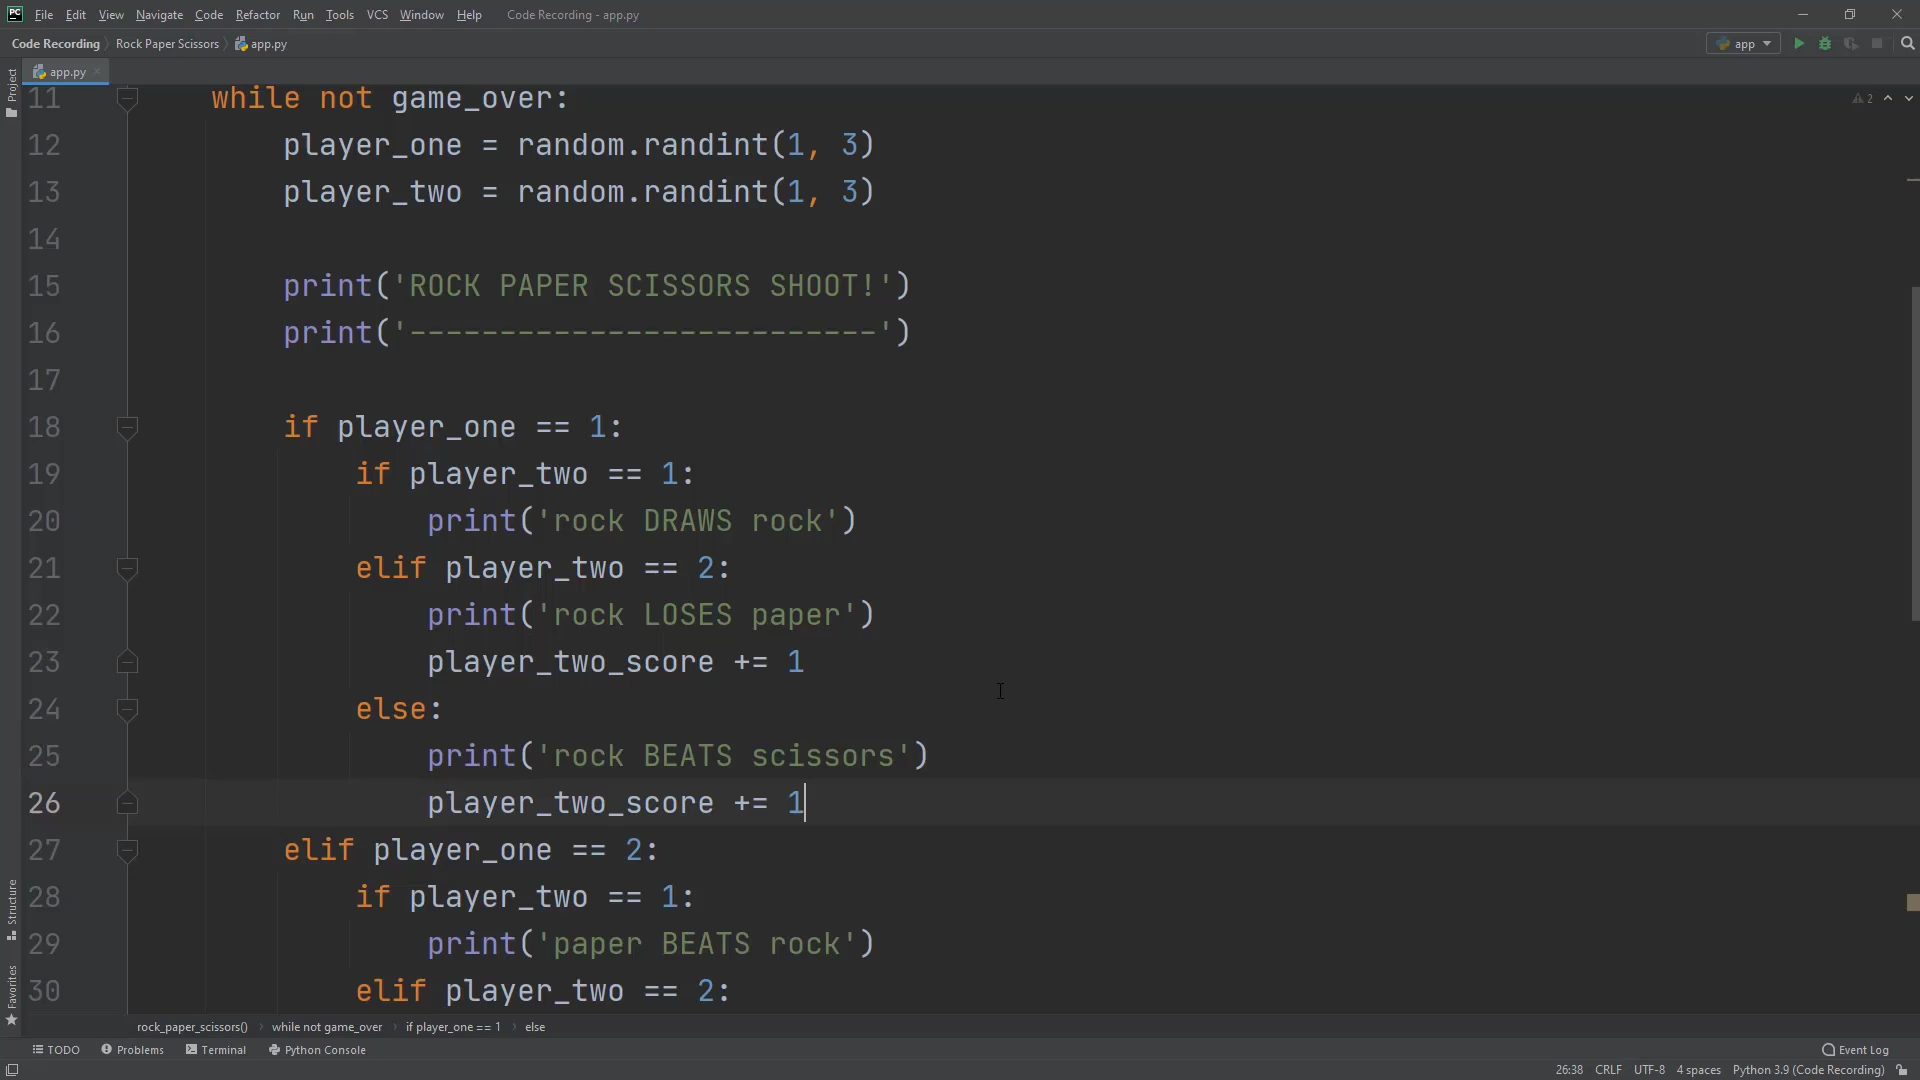 PC File Edit View Navigate Code Refactor Run Tools VCS Window Help Code Recording - app.py
Code Recording Rock Paper Scissors app.py app
app.py
Project
2
11 while not game_over:
12 player_one = random.randint(1, 3)
13 player_two = random.randint(1, 3)
14
15 print('ROCK PAPER SCISSORS SHOOT!')
16 print('--------------------------')
17
18 if player_one == 1:
19 if player_two == 1:
20 print('rock DRAWS rock')
21 elif player_two == 2:
22 print('rock LOSES paper')
23 player_two_score += 1
24 else:
25 print('rock BEATS scissors')
26 player_two_score += 1
27 elif player_one == 2:
28 if player_two == 1:
29 print('paper BEATS rock')
30 elif player_two == 2:
Structure
Favorites
rock_paper_scissors() while not game_over if player_one == 1 else
TODO Problems Terminal Python Console Event Log
26:38 CRLF UTF-8 4 spaces Python 3.9 (Code Recording)